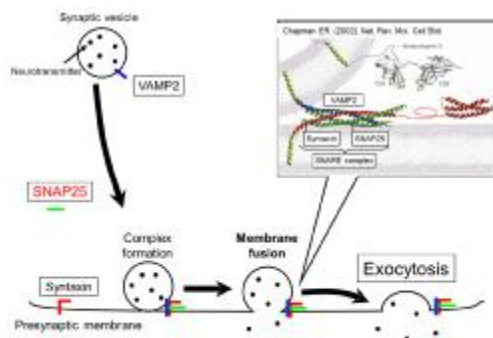 Synaptic vesicle
Neurotransmitter
VAMP2
SNAP25
Syntaxin
Presynaptic membrane
Complex
formation
Membrane
fusion
Exocytosis
Chapman ER. (2002). Nat. Rev. Mol. Cell Biol.
VAMP2
Syntaxin
SNAP25
SNARE complex